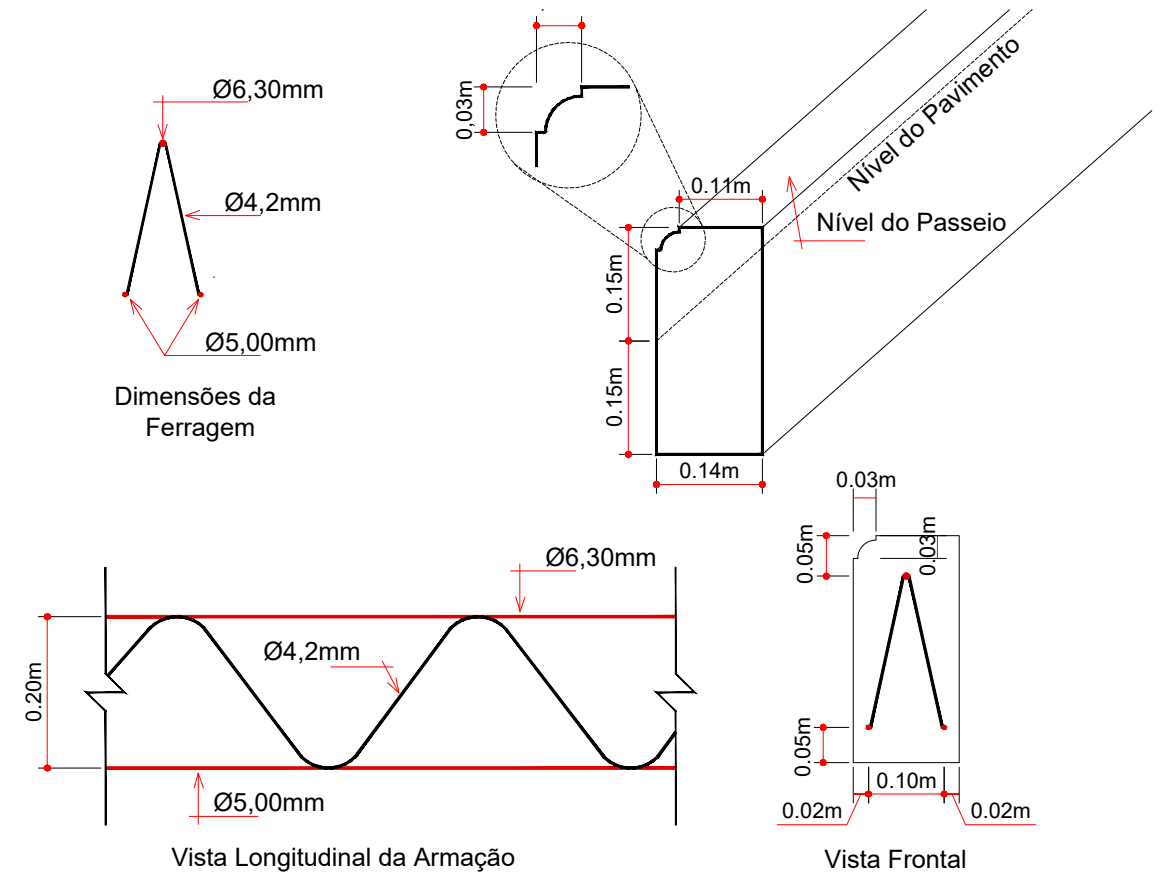 Ø6,30mm
Ø4,2mm
Ø5,00mm
Dimensões da
Ferragem
0,03m
0.11m
Nível do Pavimento
Nível do Passeio
0.15m
0.15m
0.14m
Ø6,30mm
Ø4,2mm
0.20m
Ø5,00mm
Vista Longitudinal da Armação
0.03m
0.05m
0.03m
0.05m
0.10m
0.02m
0.02m
Vista Frontal